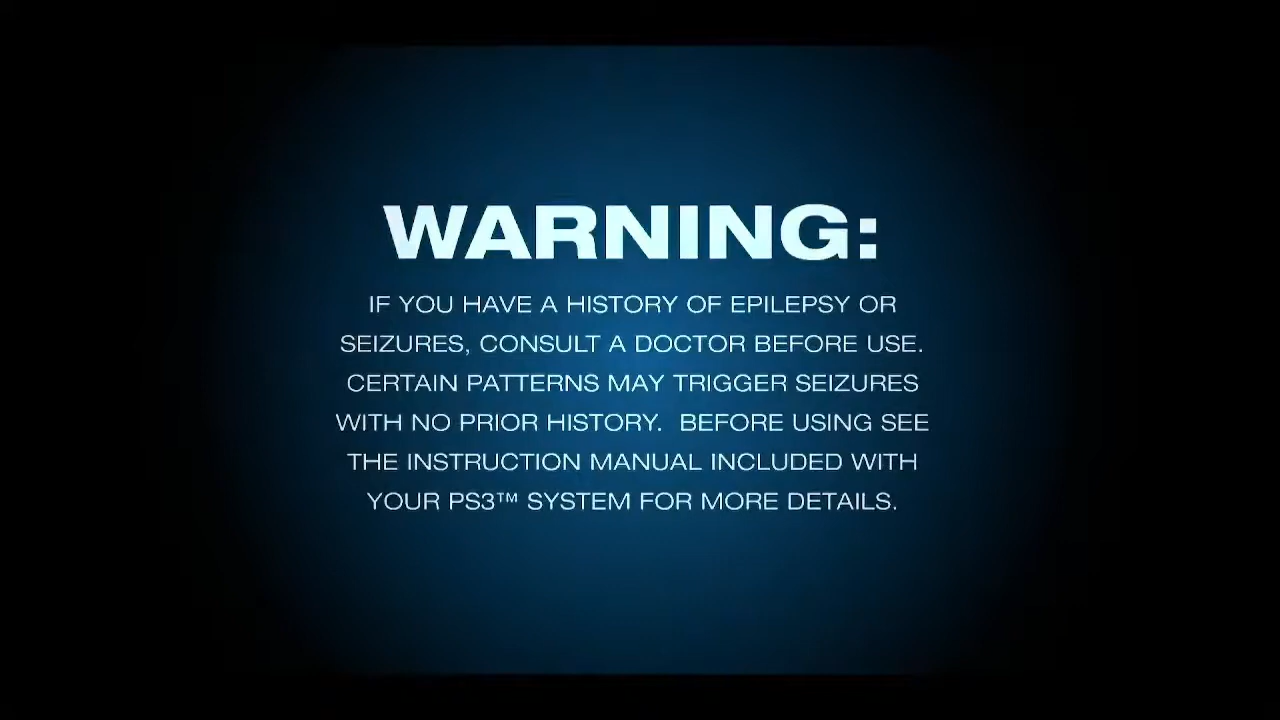 WARNING:
IF YOU HAVE A HISTORY OF EPILEPSY OR
SEIZURES, CONSULT A DOCTOR BEFORE USE.
CERTAIN PATTERNS MAY TRIGGER SEIZURES
WITH NO PRIOR HISTORY.  BEFORE USING SEE
THE INSTRUCTION MANUAL INCLUDED WITH
YOUR PS3™ SYSTEM FOR MORE DETAILS.